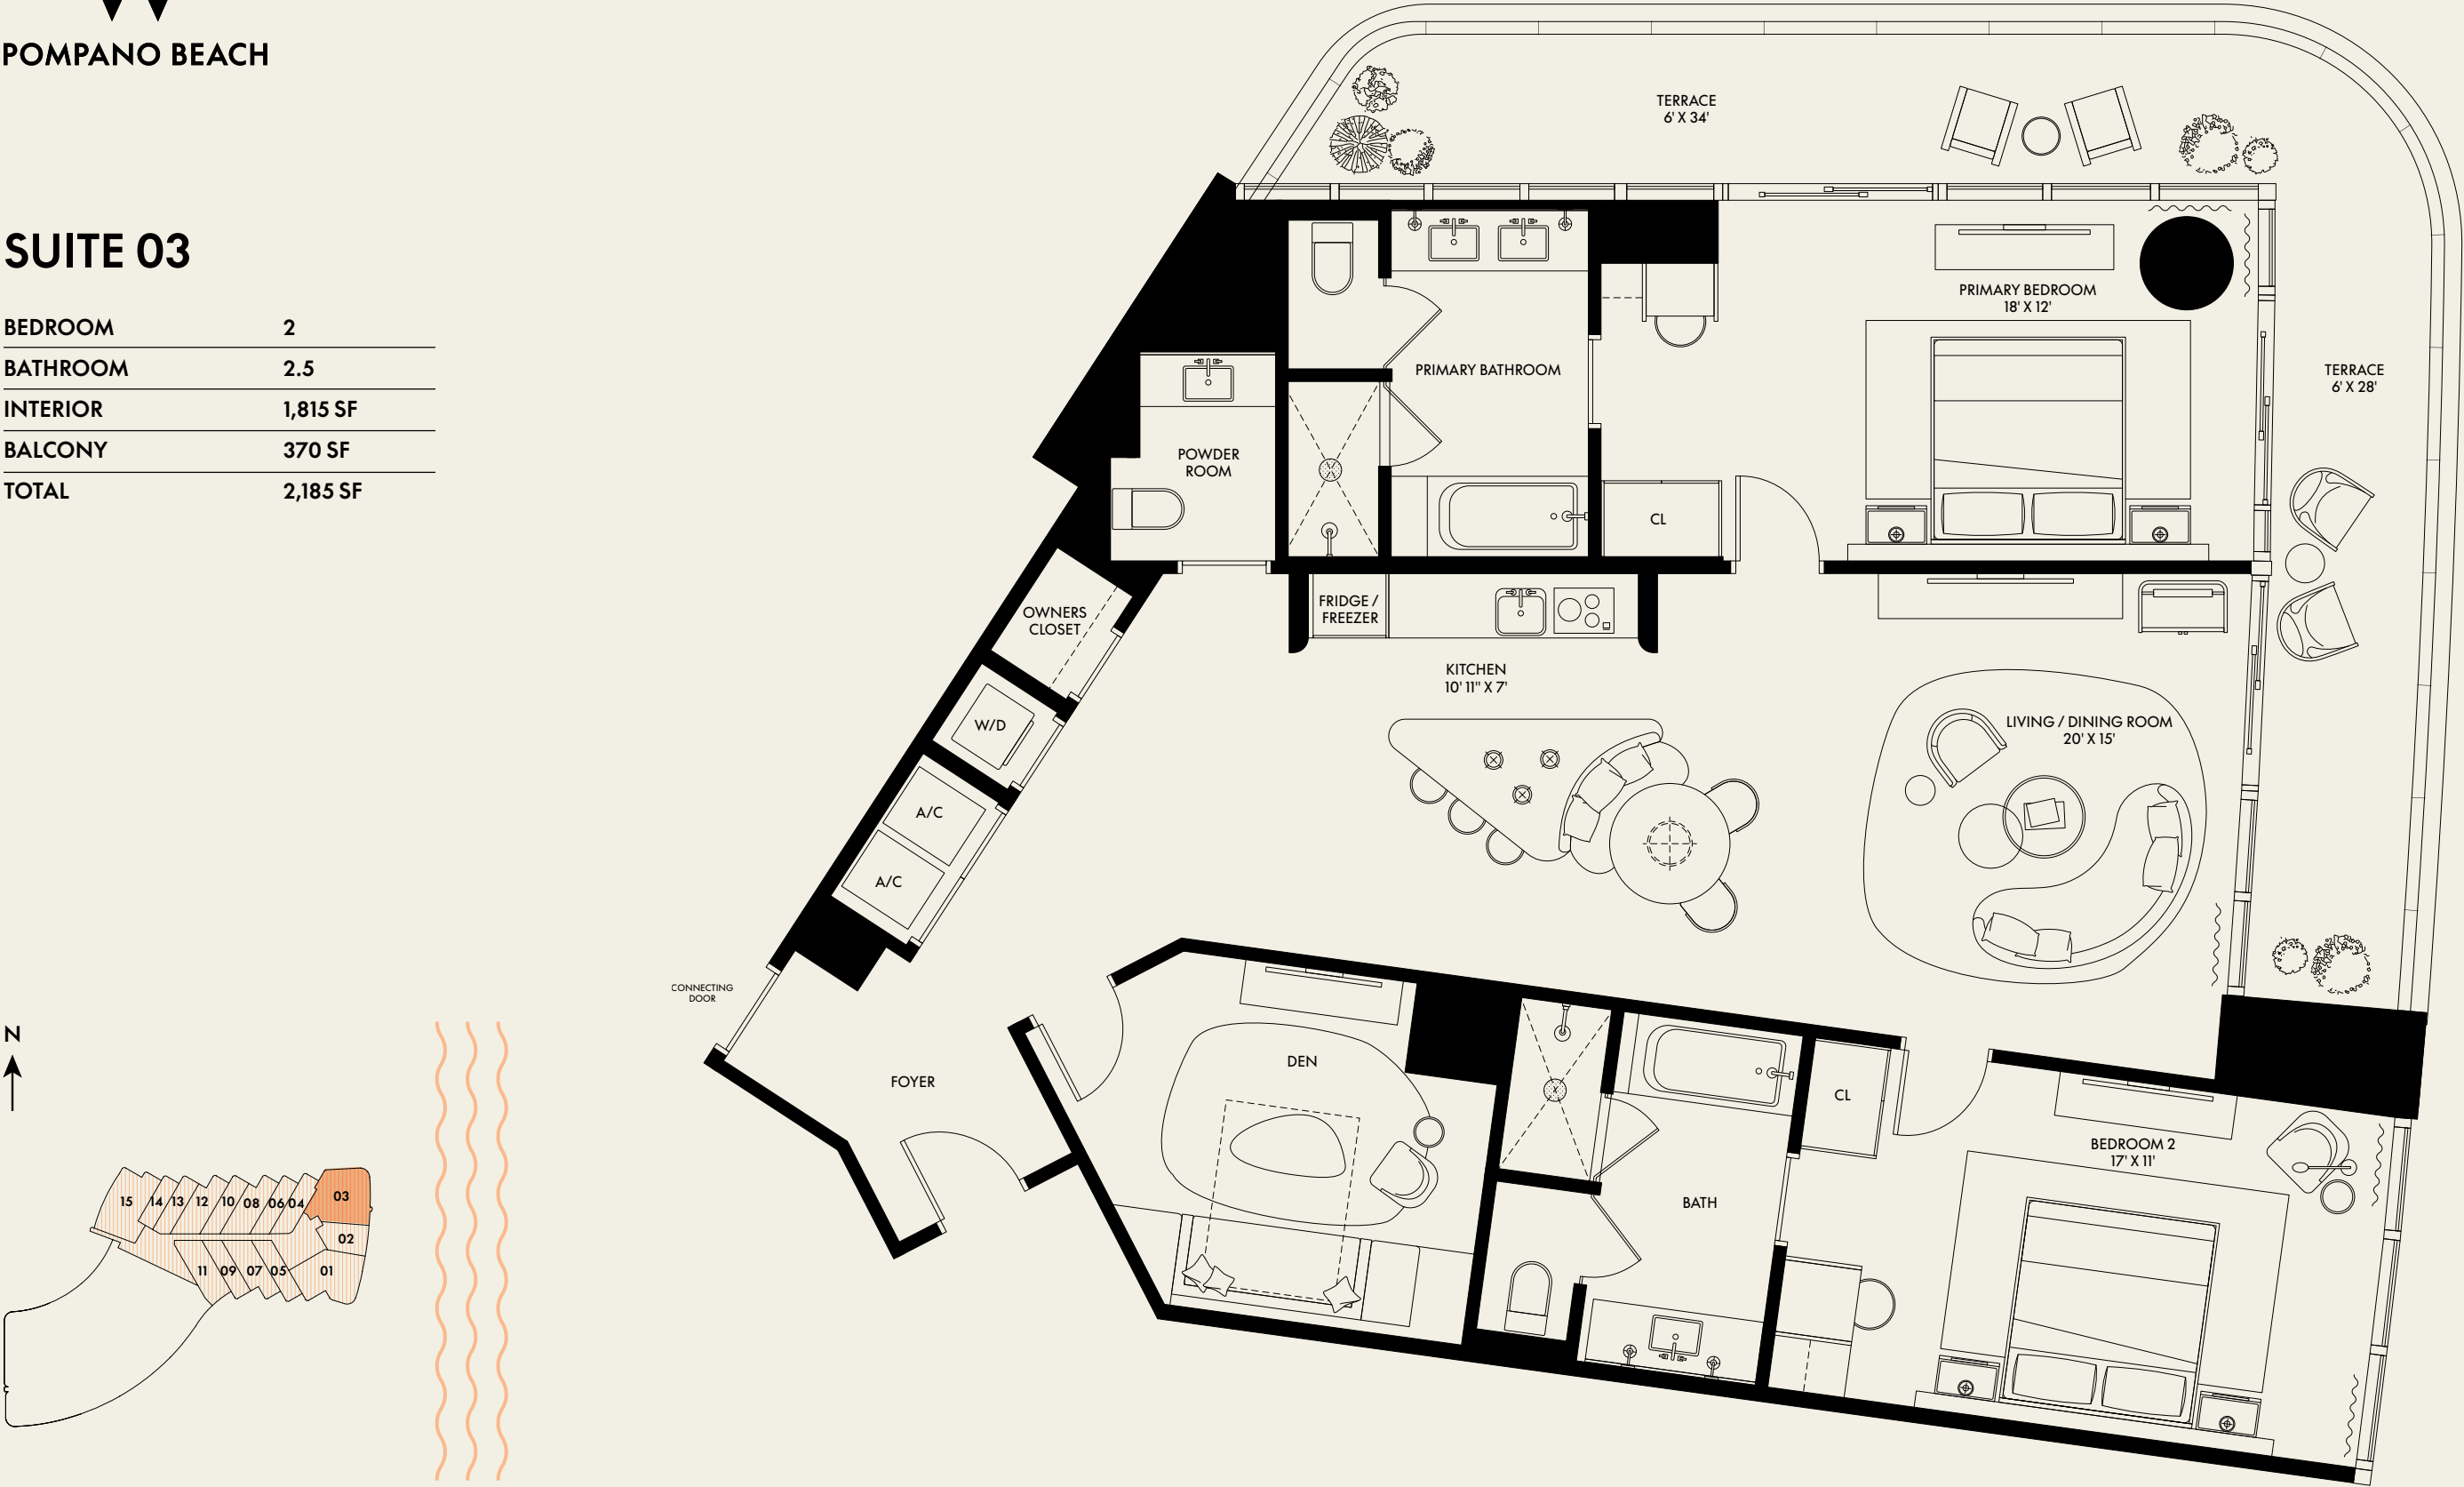 POMPANO BEACH
SUITE 03
BEDROOM 2
BATHROOM 2.5
INTERIOR 1,815 SF
BALCONY 370 SF
TOTAL 2,185 SF
TERRACE
6' X 34'
PRIMARY BEDROOM
18' X 12'
TERRACE
6' X 28'
PRIMARY BATHROOM
POWDER
ROOM
CL
OWNERS
CLOSET
FRIDGE /
FREEZER
KITCHEN
10' 11" X 7'
LIVING / DINING ROOM
20' X 15'
W/D
A/C
A/C
CONNECTING
DOOR
FOYER
DEN
CL
BEDROOM 2
17' X 11'
BATH
N
15 14 13 12 10 08 06 04 03
02
11 09 07 05 01